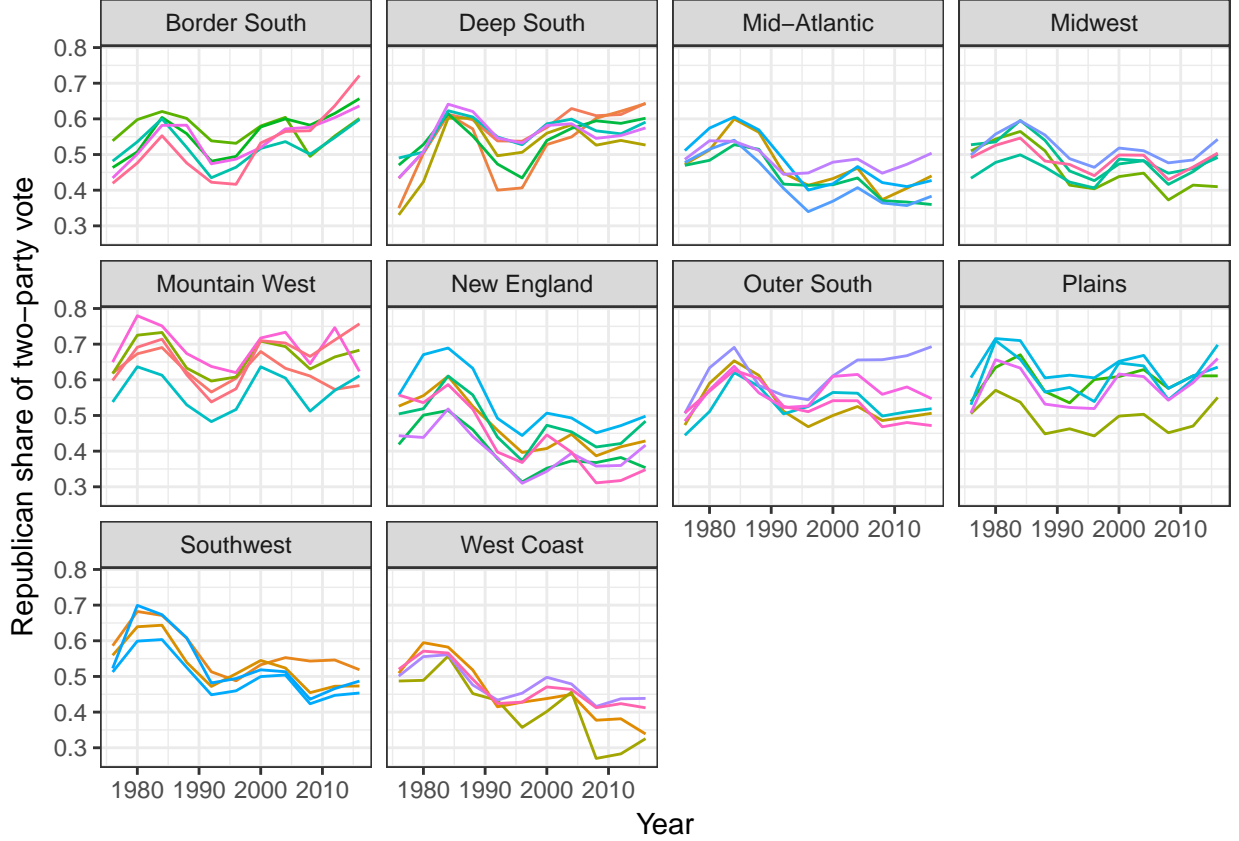 Border South
Deep South
Mid−Atlantic
Midwest
0.8
0.7
0.6
0.5
0.4
0.3
Mountain West
New England
Outer South
Plains
0.8
0.7
0.6
0.5
0.4
0.3
1980 1990 2000 2010
1980 1990 2000 2010
Southwest
West Coast
0.8
0.7
0.6
0.5
0.4
0.3
1980 1990 2000 2010
1980 1990 2000 2010
Year
Republican share of two−party vote